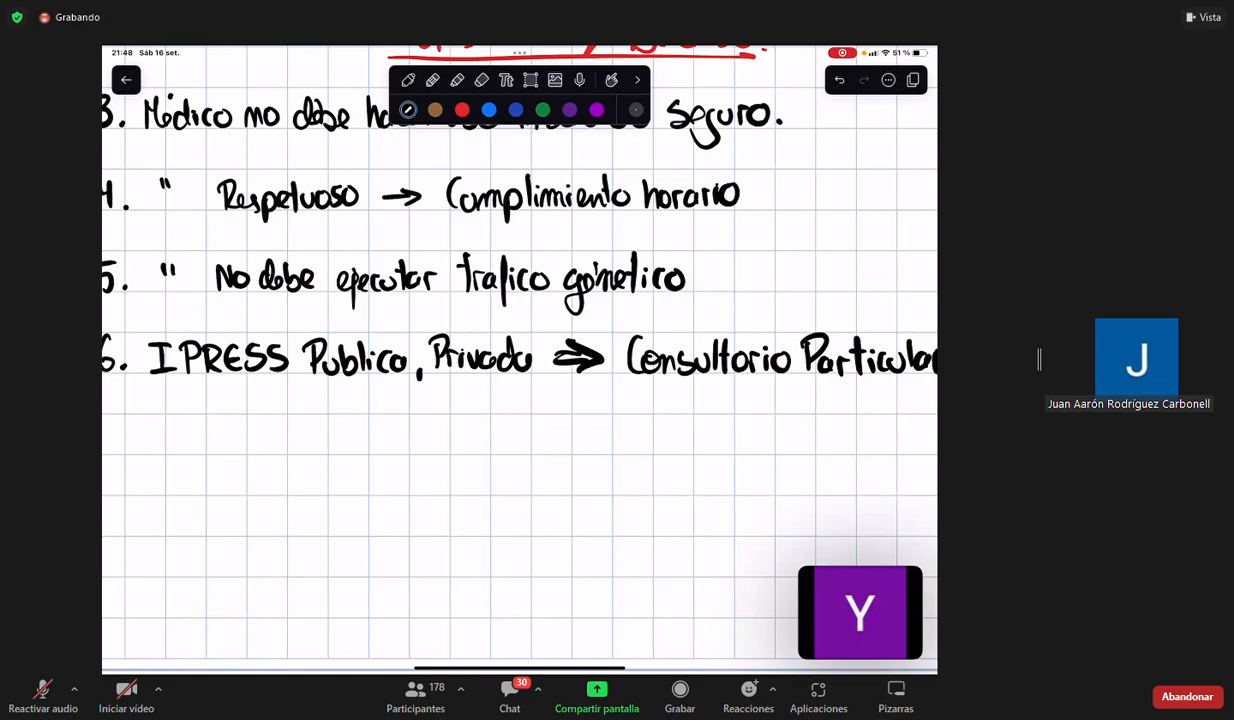 Grabando
Vista
21:48 Sáb 16 set.
51 %
3. Médico no debe seguro.
4. " Respetuoso → Cumplimiento horario
5. " No debe ejecutar trafico gómetico
6. IPRESS Publico, Privado ⇒ Consultorio Particular
J
Juan Aarón Rodríguez Carbonell
Y
Reactivar audio
Iniciar vídeo
178
Participantes
30
Chat
Compartir pantalla
Grabar
Reacciones
Aplicaciones
Pizarras
Abandonar